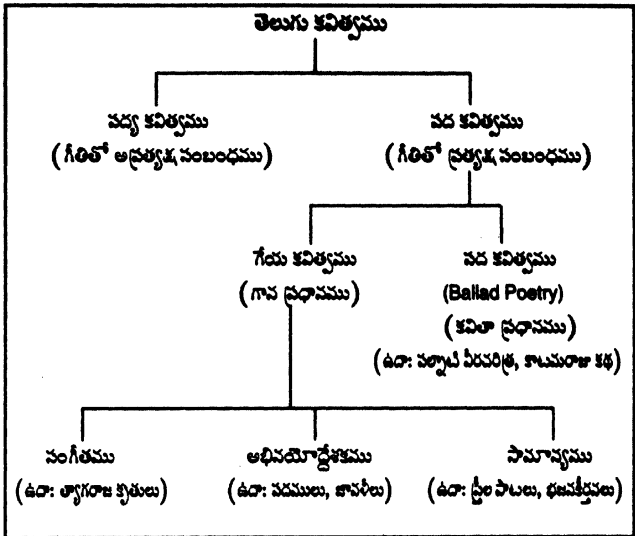 తెలుగు కవిత్వము
పద్య కవిత్వము
(గీతితో అప్రత్యక్ష సంబంధము)
పద కవిత్వము
(గీతితో ప్రత్యక్ష సంబంధము)
గేయ కవిత్వము
(గాన ప్రధానము)
పద కవిత్వము
(Ballad Poetry)
(కవితా ప్రధానము)
(ఉదా: పల్నాటి వీరచరిత్ర, కాటమరాజు కథ)
సంగీతము
(ఉదా: త్యాగరాజ కృతులు)
అభినయోద్దేశకము
(ఉదా: పదములు, జావళీలు)
సామాన్యము
(ఉదా: స్త్రీల పాటలు, భజనకీర్తనలు)